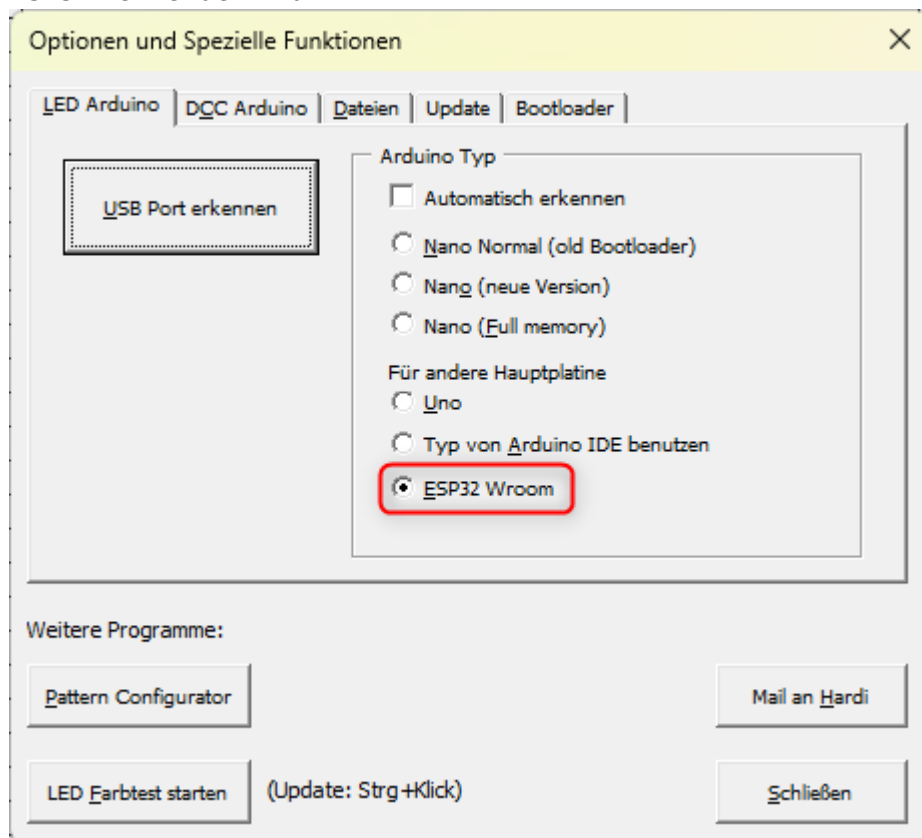 Optionen und Spezielle Funktionen
LED Arduino DCC Arduino Dateien Update Bootloader
USB Port erkennen
Arduino Typ
Automatisch erkennen
Nano Normal (old Bootloader)
Nano (neue Version)
Nano (Full memory)
Für andere Hauptplatine
Uno
Typ von Arduino IDE benutzen
ESP32 Wroom
Weitere Programme:
Pattern Configurator
Mail an Hardi
LED Farbtest starten
(Update: Strg+Klick)
Schließen